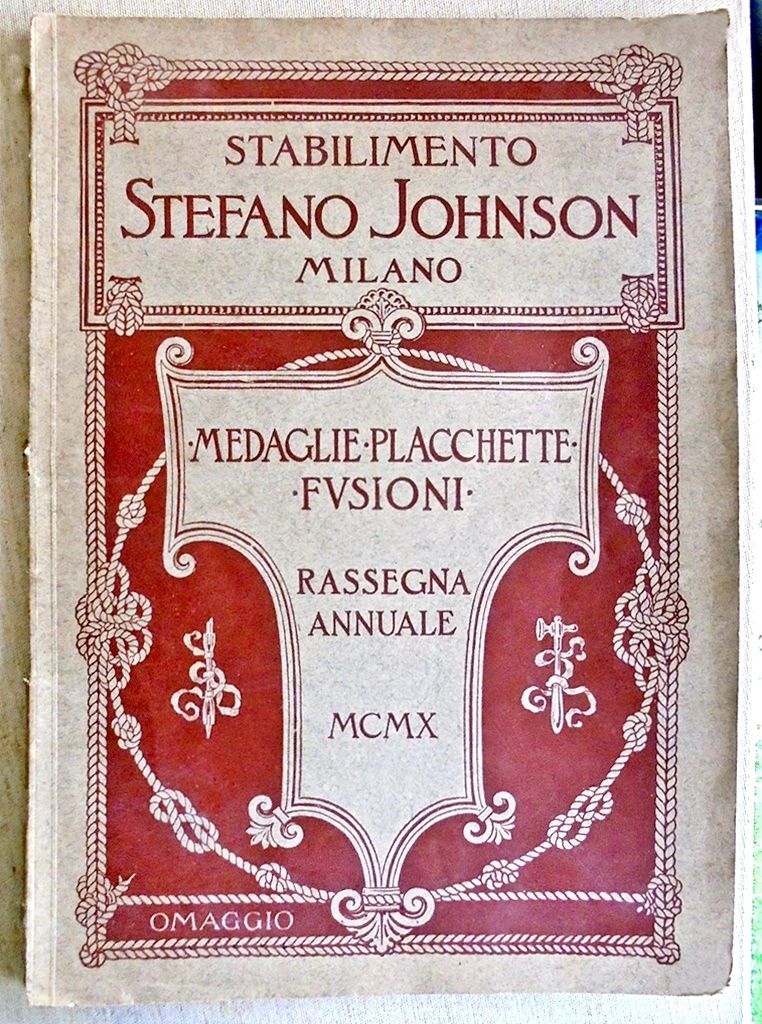 STABILIMENTO
STEFANO JOHNSON
MILANO
·MEDAGLIE·PLACCHETTE·
·FVSIONI·
RASSEGNA
ANNUALE
MCMX
OMAGGIO